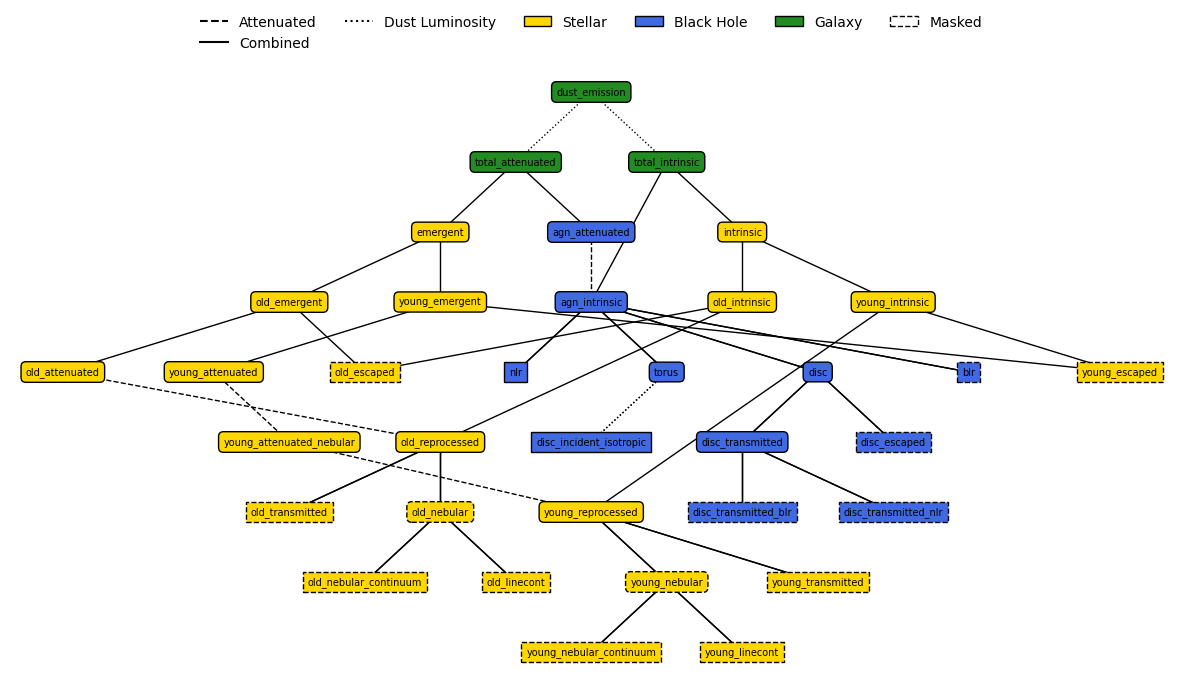 Attenuated
Dust Luminosity
Stellar
Black Hole
Galaxy
Masked
Combined
dust_emission
total_attenuated
total_intrinsic
emergent
agn_attenuated
intrinsic
old_emergent
young_emergent
agn_intrinsic
old_intrinsic
young_intrinsic
old_attenuated
young_attenuated
old_escaped
nlr
torus
disc
blr
young_escaped
young_attenuated_nebular
old_reprocessed
disc_incident_isotropic
disc_transmitted
disc_escaped
old_transmitted
old_nebular
young_reprocessed
disc_transmitted_blr
disc_transmitted_nlr
old_nebular_continuum
old_linecont
young_nebular
young_transmitted
young_nebular_continuum
young_linecont